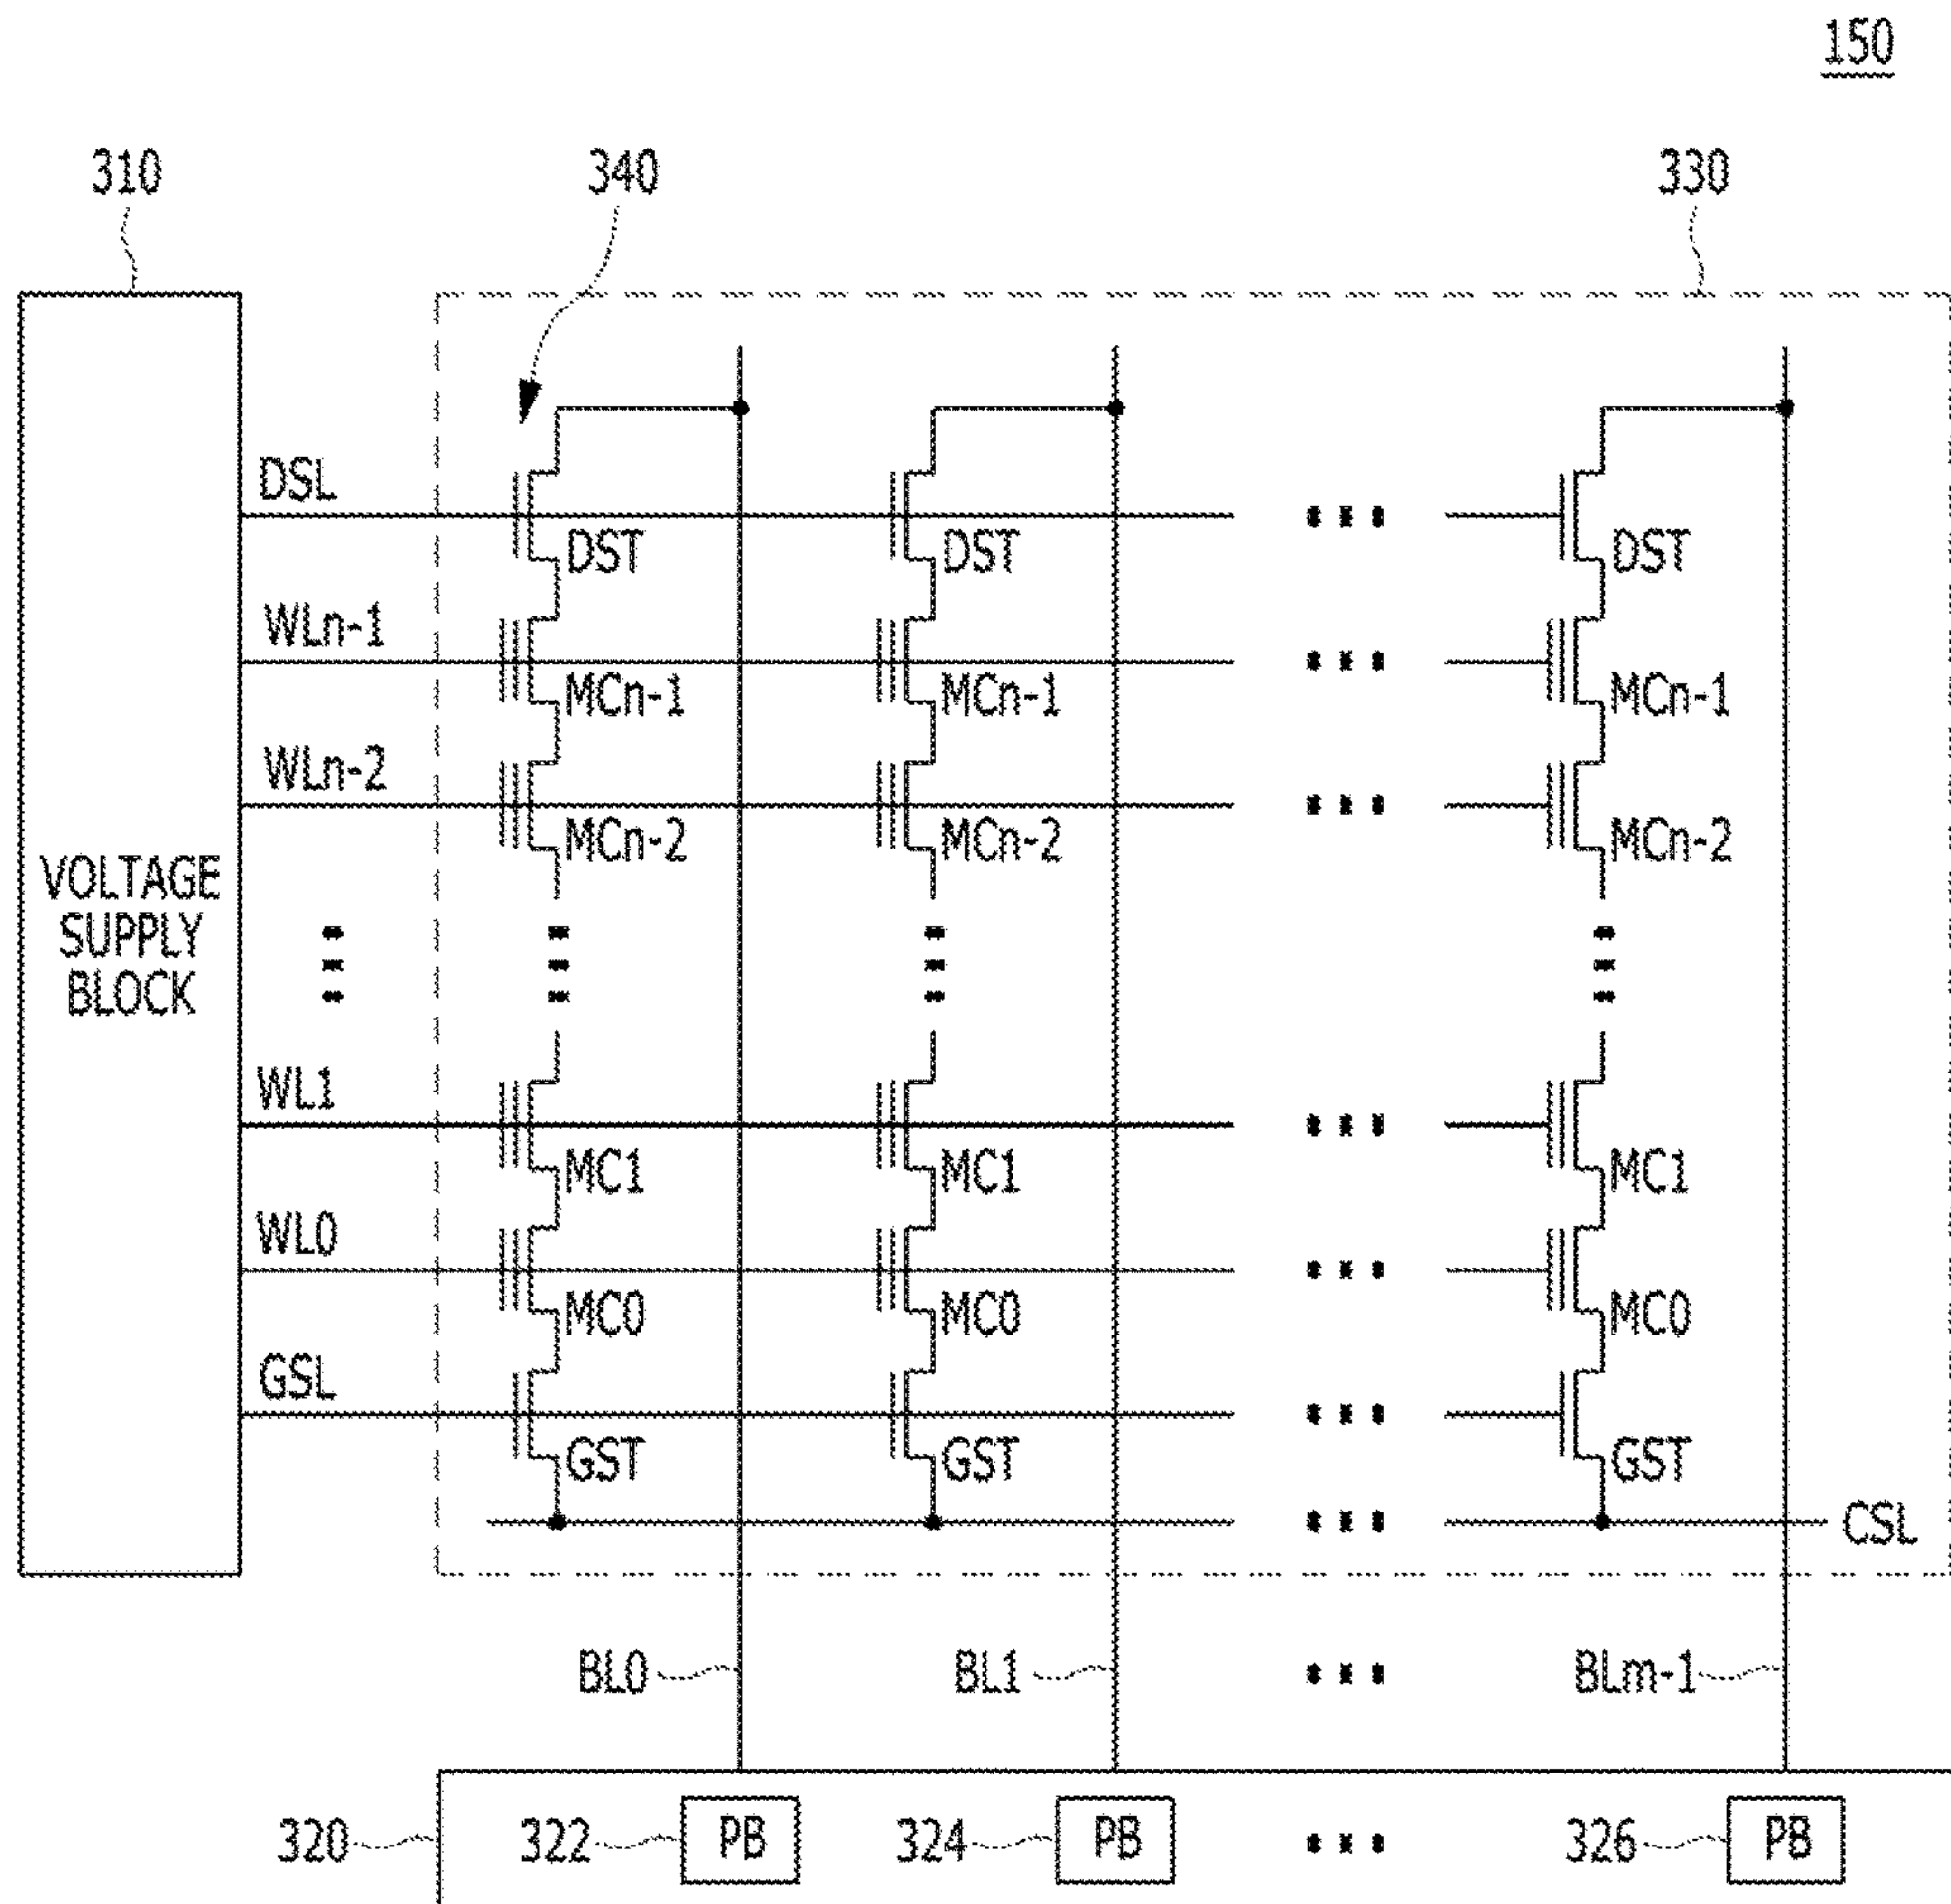 150
310 340 330
DSL
DST DST DST
WLn-1
MCn-1 MCn-1 MCn-1
WLn-2
MCn-2 MCn-2 MCn-2
VOLTAGE
SUPPLY
BLOCK
WL1
MC1 MC1 MC1
WL0
MC0 MC0 MC0
GSL
GST GST GST
CSL
BL0 BL1 BLm-1
320 322 PB 324 PB 326 PB